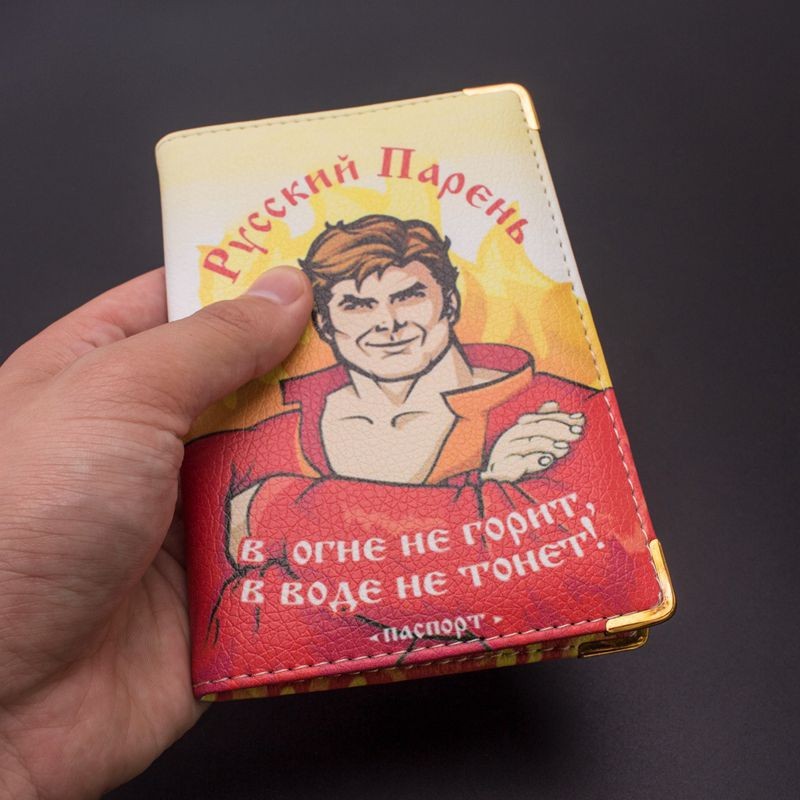 Русский Парень
В ОГНЕ НЕ ГОРИТ,
В ВОДЕ НЕ ТОНЕТ!
ПАСПОРТ